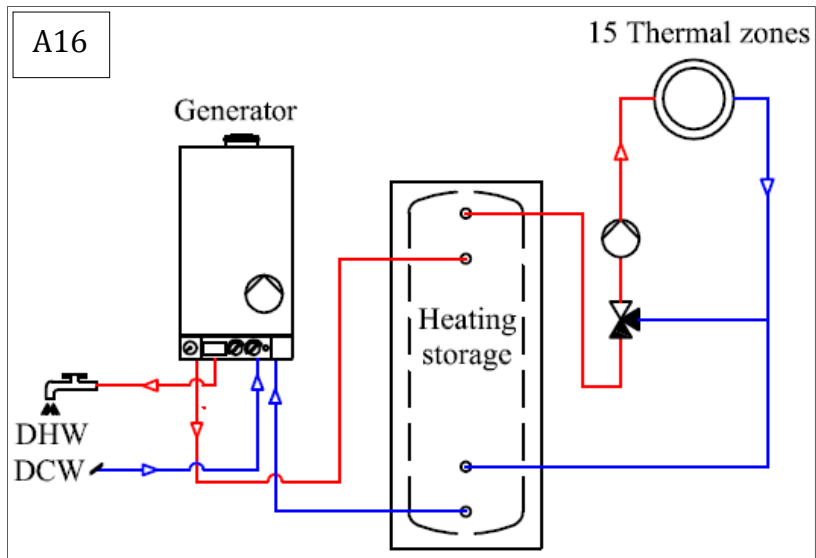 A16
15 Thermal zones
Generator
Heating
storage
DHW
DCW